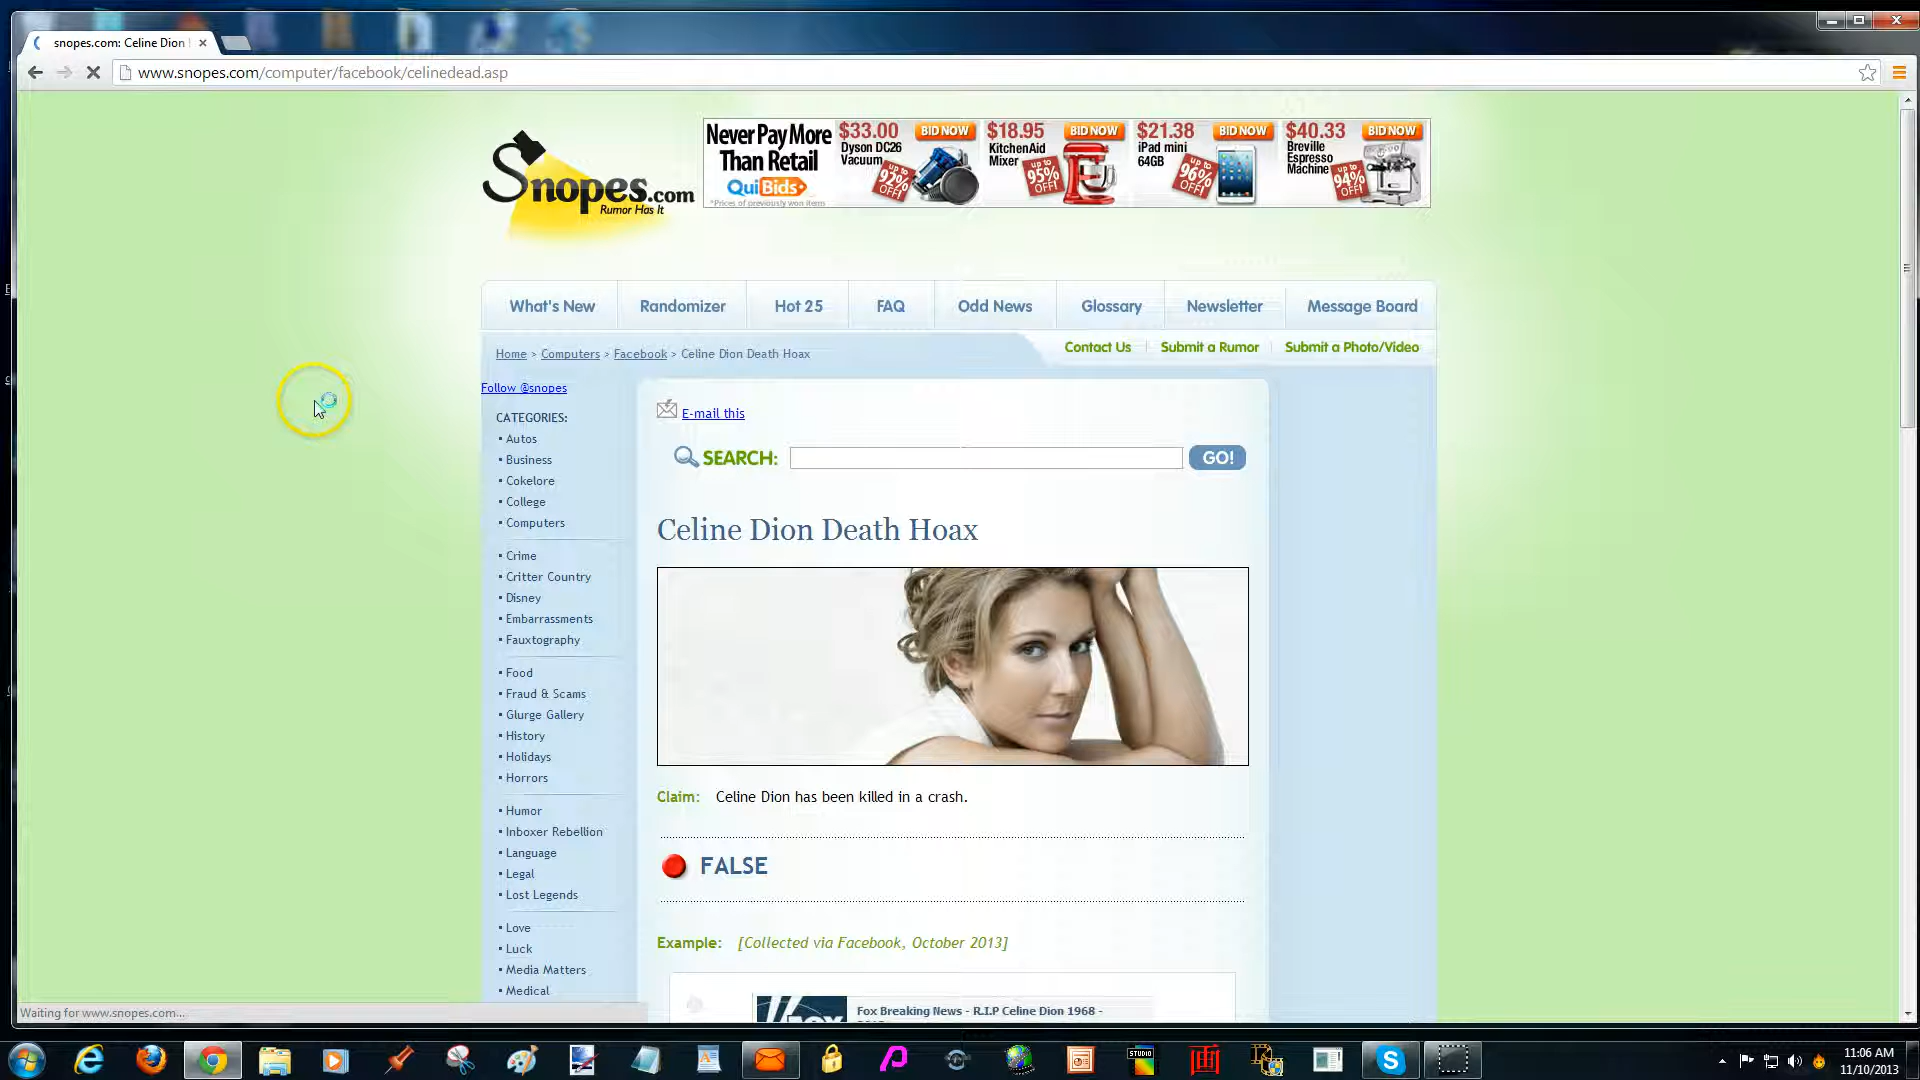 snopes.com: Celine Dion
www.snopes.com/computer/facebook/celinedead.asp
Snopes.com
Rumor Has It
Never Pay More
Than Retail
QuiBids
*Prices of previously won items
$33.00 BID NOW
Dyson DC26
Vacuum
up to
92%
OFF!
$18.95 BID NOW
KitchenAid
Mixer
up to
95%
OFF!
$21.38 BID NOW
iPad mini
64GB
up to
96%
OFF!
$40.33 BID NOW
Breville
Espresso
Machine
up to
94%
OFF!
What's New Randomizer Hot 25 FAQ Odd News Glossary Newsletter Message Board
Home > Computers > Facebook > Celine Dion Death Hoax
Contact Us Submit a Rumor Submit a Photo/Video
Follow @snopes
CATEGORIES:
• Autos
• Business
• Cokelore
• College
• Computers
• Crime
• Critter Country
• Disney
• Embarrassments
• Fauxtography
• Food
• Fraud & Scams
• Glurge Gallery
• History
• Holidays
• Horrors
• Humor
• Inboxer Rebellion
• Language
• Legal
• Lost Legends
• Love
• Luck
• Media Matters
• Medical
E-mail this
SEARCH: GO!
Celine Dion Death Hoax
Claim: Celine Dion has been killed in a crash.
FALSE
Example: [Collected via Facebook, October 2013]
Fox Breaking News - R.I.P Celine Dion 1968 -
Waiting for www.snopes.com...
STUDIO
11:06 AM
11/10/2013